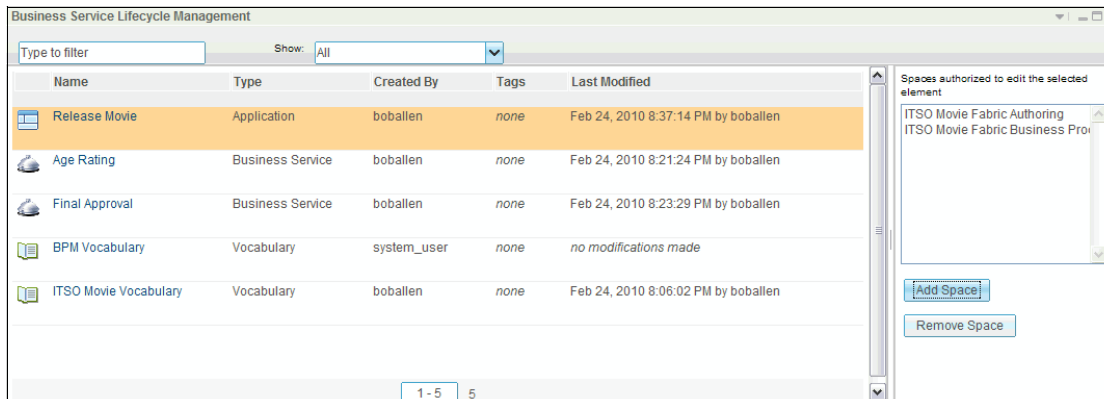 Business Service Lifecycle Management
Type to filter Show: All
Name Type Created By Tags Last Modified
Release Movie Application boballen none Feb 24, 2010 8:37:14 PM by boballen
Age Rating Business Service boballen none Feb 24, 2010 8:21:24 PM by boballen
Final Approval Business Service boballen none Feb 24, 2010 8:23:29 PM by boballen
BPM Vocabulary Vocabulary system_user none no modifications made
ITSO Movie Vocabulary Vocabulary boballen none Feb 24, 2010 8:06:02 PM by boballen
1 - 5 5
Spaces authorized to edit the selected
element
ITSO Movie Fabric Authoring
ITSO Movie Fabric Business
Add Space
Remove Space